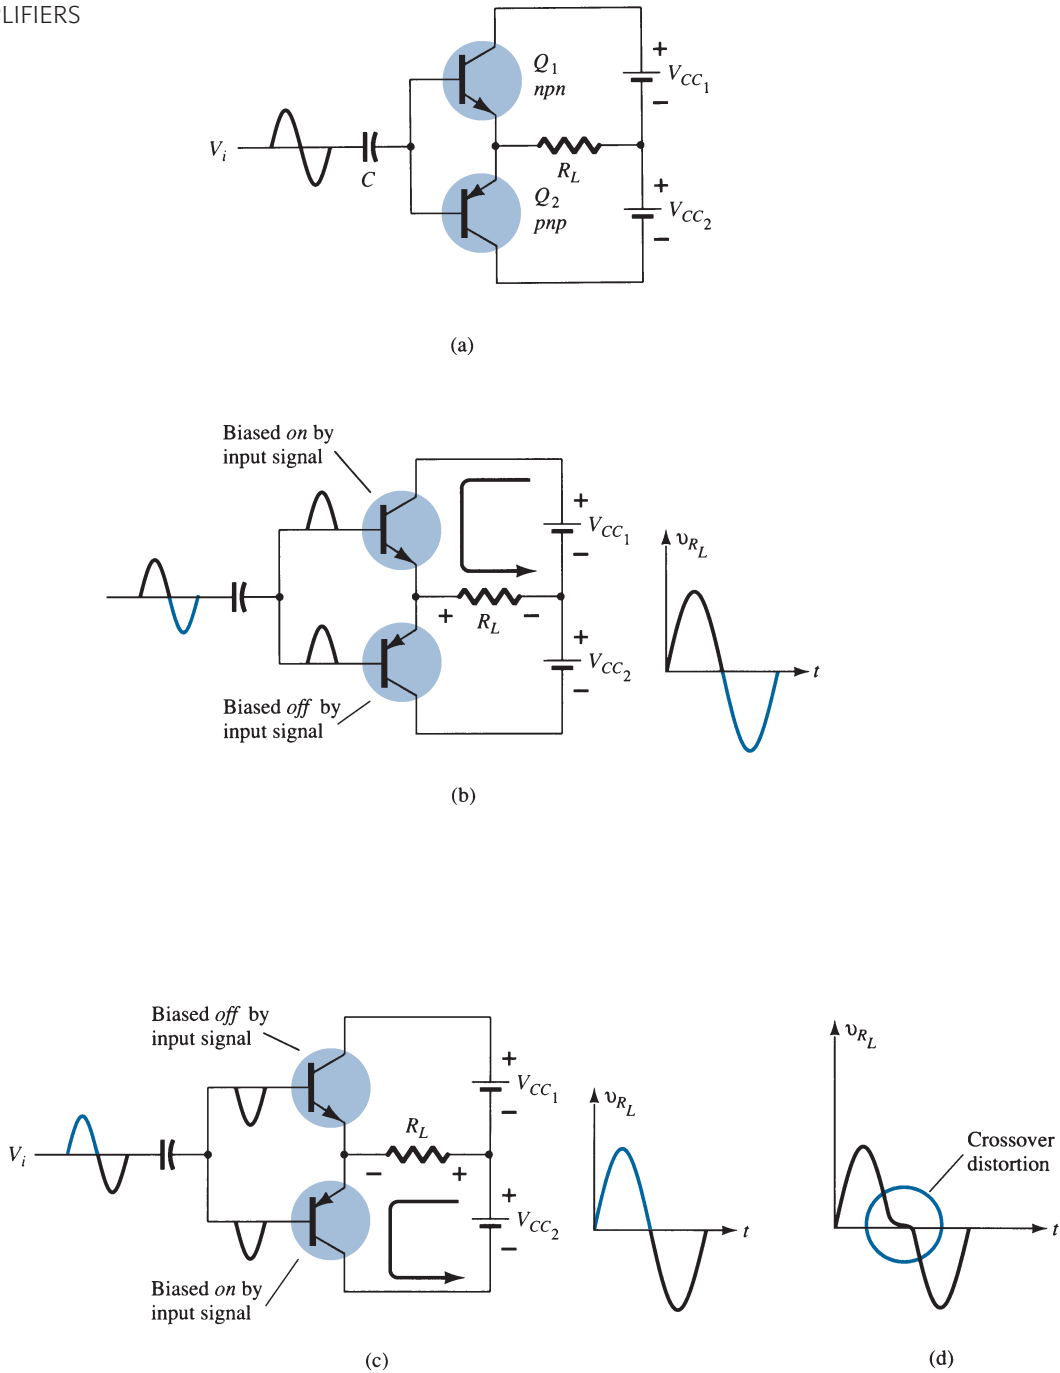 PLIFIERS
+
Q1
npn
VCC1
−
Vi
C
RL
+
Q2
pnp
VCC2
−
(a)
Biased on by
input signal
+
VCC1
−
υRL
+ RL −
+
VCC2
−
t
Biased off by
input signal
(b)
Biased off by
input signal
+
VCC1
−
υRL
υRL
RL
Vi
− +
Crossover
distortion
+
VCC2
−
t
t
Biased on by
input signal
(c)
(d)